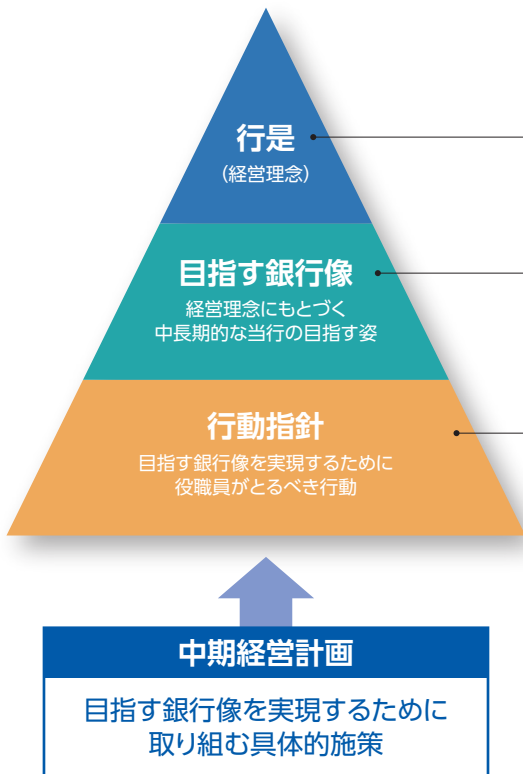 行是
(経営理念)
目指す銀行像
経営理念にもとづく
中長期的な当行の目指す姿
行動指針
目指す銀行像を実現するために
役職員がとるべき行動
中期経営計画
目指す銀行像を実現するために
取り組む具体的施策